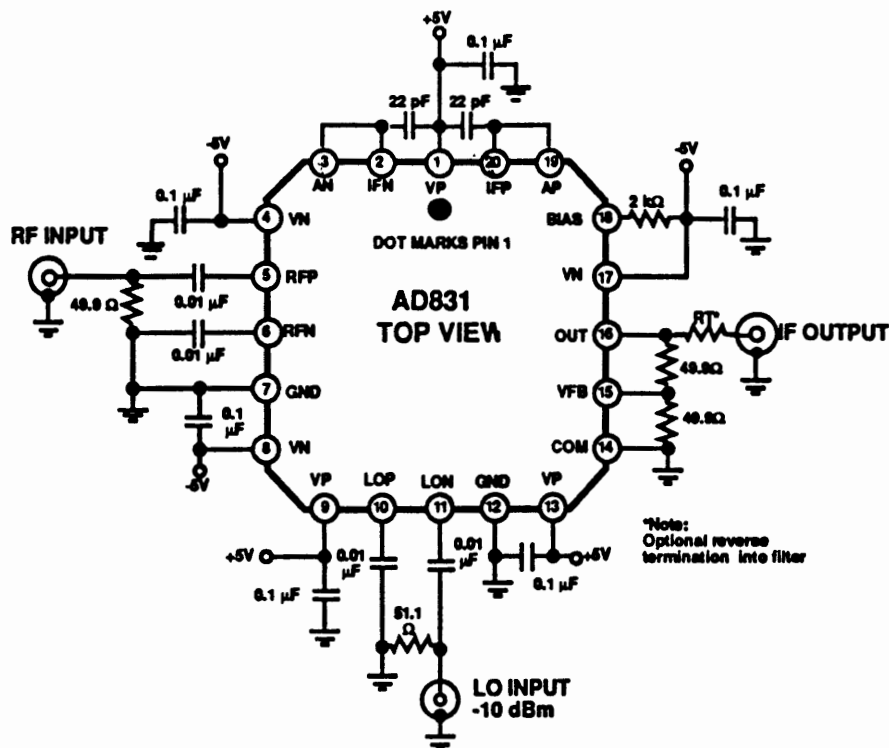 +5V
0.1 µF
22 pF
22 pF
-5V
3
2
1
20
19
-5V
AN
IFN
VP
IFP
AP
0.1 µF
4
VN
BIAS
18
2 kΩ
0.1 µF
DOT MARKS PIN 1
RF INPUT
5
RFP
VN
17
0.01 µF
49.9 Ω
AD831
TOP VIEW
RT*
6
RFN
OUT
16
IF OUTPUT
0.01 µF
49.9Ω
7
GND
VFB
15
0.1
µF
49.9Ω
8
VN
COM
14
-5V
VP
LOP
LON
GND
VP
9
10
11
12
13
*Note:
Optional reverse
termination into filter
+5V
0.01
µF
0.01
µF
+5V
0.1 µF
0.1 µF
51.1
Ω
LO INPUT
-10 dBm